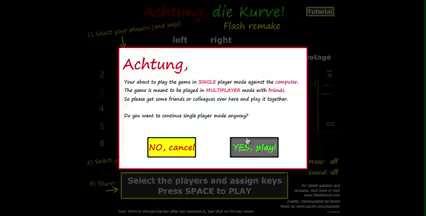 Achtung, die Kurve!
Flash remake
Tutorial
1) Select your players (and keys)
left right
Achtung,
Your about to play the game in SINGLE player mode against the computer.
The game is meant to be played in MULTIPLAYER mode with friends.
So please get some friends or colleagues over here and play it together.
Do you want to continue single player mode anyway?
NO, cancel
YES, play!
2
3
4
5
6
Select the players and assign keys
Press SPACE to PLAY
3) Start